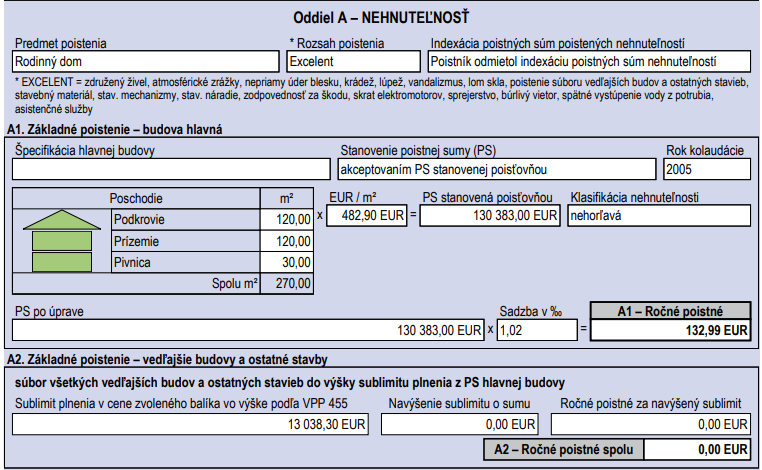 Oddiel A – NEHNUTEĽNOSŤ
Predmet poistenia * Rozsah poistenia Indexácia poistných súm poistených nehnuteľností
Rodinný dom Excelent Poistník odmietol indexáciu poistných súm nehnuteľností
* EXCELENT = združený živel, atmosférické zrážky, nepriamy úder blesku, krádež, lúpež, vandalizmus, lom skla, poistenie súboru vedľajších budov a ostatných stavieb,
stavebný materiál, stav. mechanizmy, stav. náradie, zodpovednosť za škodu, skrat elektromotorov, sprejerstvo, búrlivý vietor, spätné vystúpenie vody z potrubia,
asistenčné služby
A1. Základné poistenie – budova hlavná
Špecifikácia hlavnej budovy Stanovenie poistnej sumy (PS) Rok kolaudácie
akceptovaním PS stanovenej poisťovňou 2005
Poschodie m² EUR / m² PS stanovená poisťovňou Klasifikácia nehnuteľnosti
Podkrovie 120,00 x 482,90 EUR = 130 383,00 EUR nehorľavá
Prízemie 120,00
Pivnica 30,00
Spolu m² 270,00
PS po úprave Sadzba v ‰ A1 – Ročné poistné
130 383,00 EUR x 1,02 = 132,99 EUR
A2. Základné poistenie – vedľajšie budovy a ostatné stavby
súbor všetkých vedľajších budov a ostatných stavieb do výšky sublimitu plnenia z PS hlavnej budovy
Sublimit plnenia v cene zvoleného balíka vo výške podľa VPP 455 Navýšenie sublimitu o sumu Ročné poistné za navýšený sublimit
13 038,30 EUR 0,00 EUR 0,00 EUR
A2 – Ročné poistné spolu 0,00 EUR